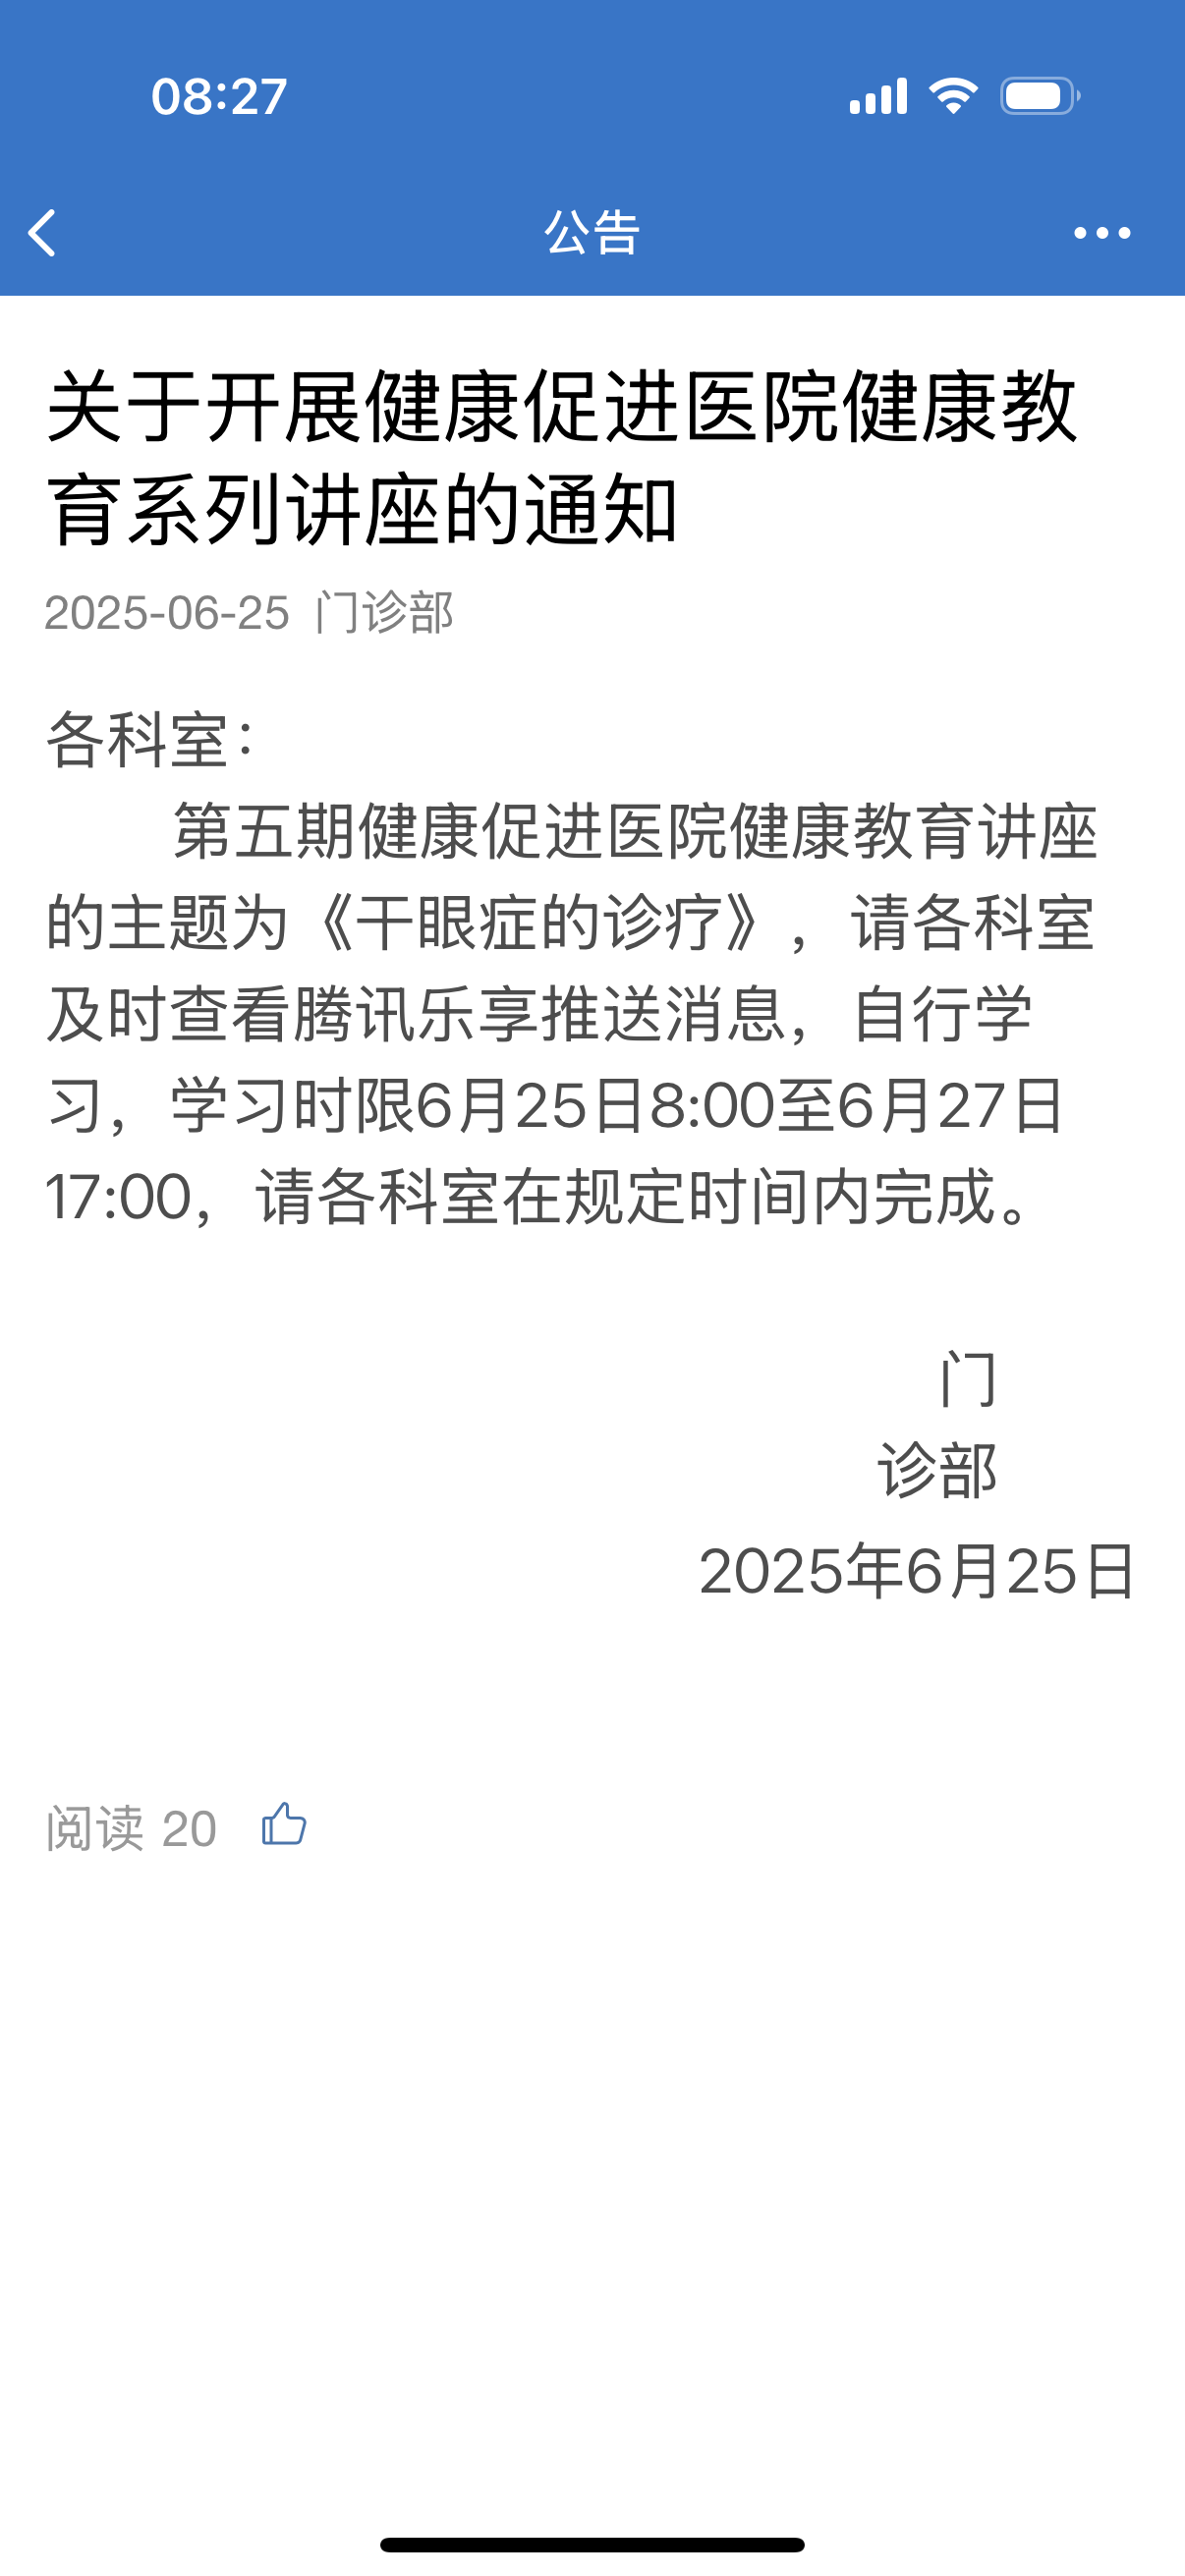 08:27
公告
关于开展健康促进医院健康教
育系列讲座的通知
2025-06-25 门诊部
各科室：
第五期健康促进医院健康教育讲座
的主题为《干眼症的诊疗》，请各科室
及时查看腾讯乐享推送消息，自行学
习，学习时限6月25日8:00至6月27日
17:00，请各科室在规定时间内完成。
门
诊部
2025年6月25日
阅读 20